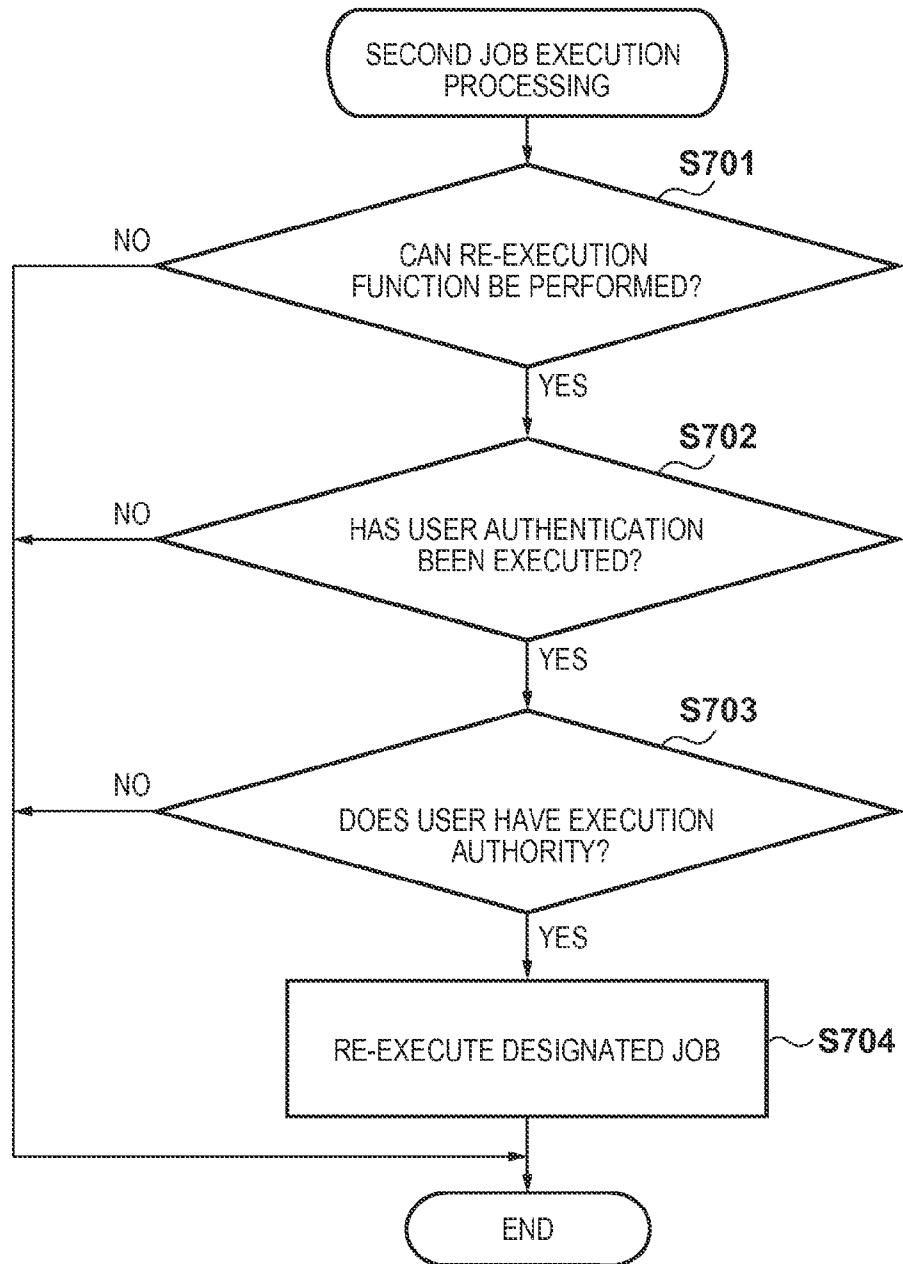 SECOND JOB EXECUTION
PROCESSING
S701
NO
CAN RE-EXECUTION
FUNCTION BE PERFORMED?
YES
S702
NO
HAS USER AUTHENTICATION
BEEN EXECUTED?
YES
S703
NO
DOES USER HAVE EXECUTION
AUTHORITY?
YES
RE-EXECUTE DESIGNATED JOB
S704
END